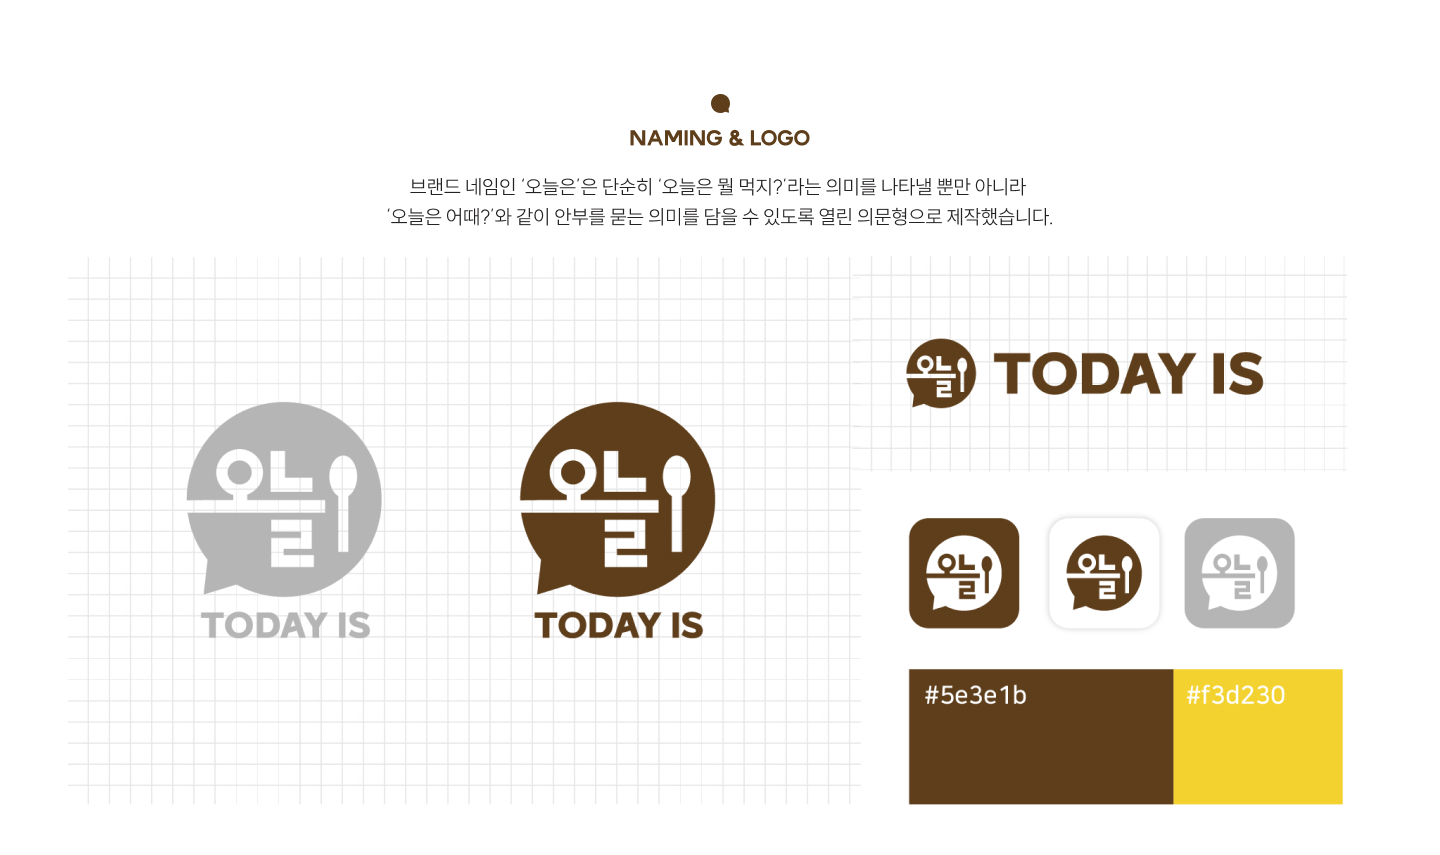 NAMING & LOGO
브랜드 네임인 ‘오늘은’은 단순히 ‘오늘은 뭘 먹지?’라는 의미를 나타낼 뿐만 아니라
‘오늘은 어때?’와 같이 안부를 묻는 의미를 담을 수 있도록 열린 의문형으로 제작했습니다.
오늘
TODAY IS
오늘
TODAY IS
오늘 TODAY IS
오늘
오늘
오늘
#5e3e1b
#f3d230